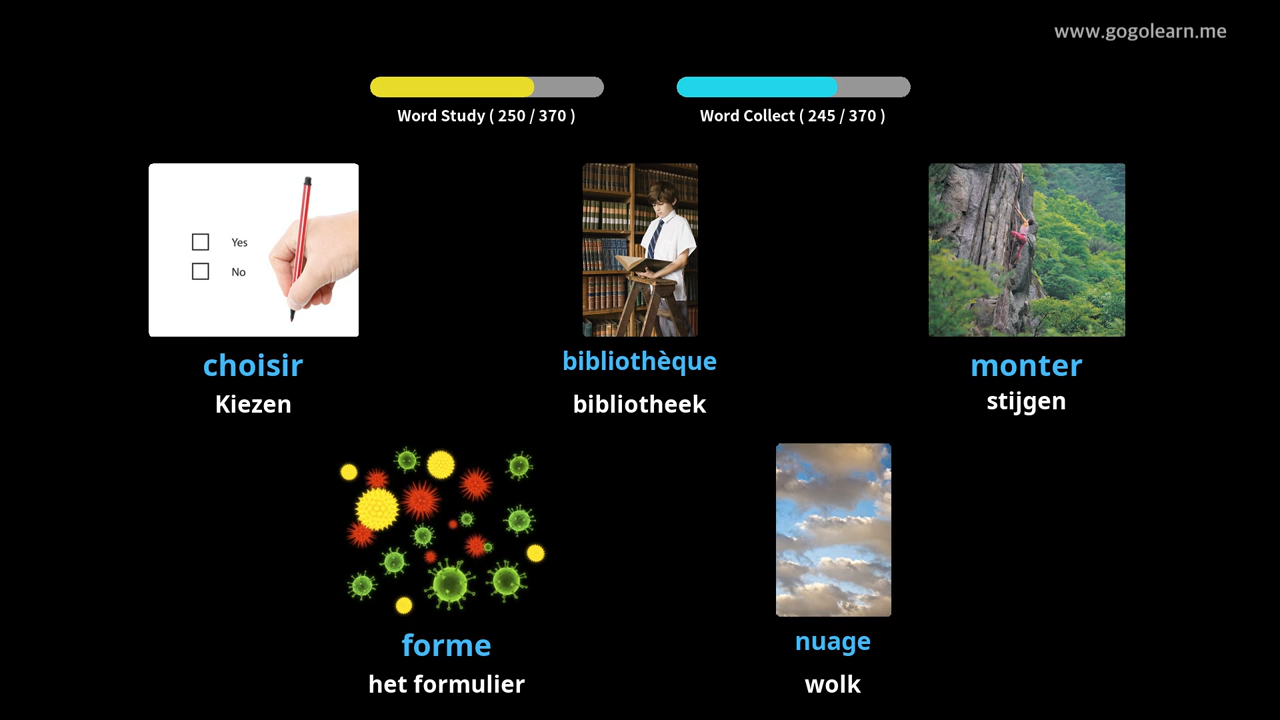 www.gogolearn.me
Word Study ( 250 / 370 )
Word Collect ( 245 / 370 )
Yes
No
choisir
Kiezen
bibliothèque
bibliotheek
monter
stijgen
forme
het formulier
nuage
wolk